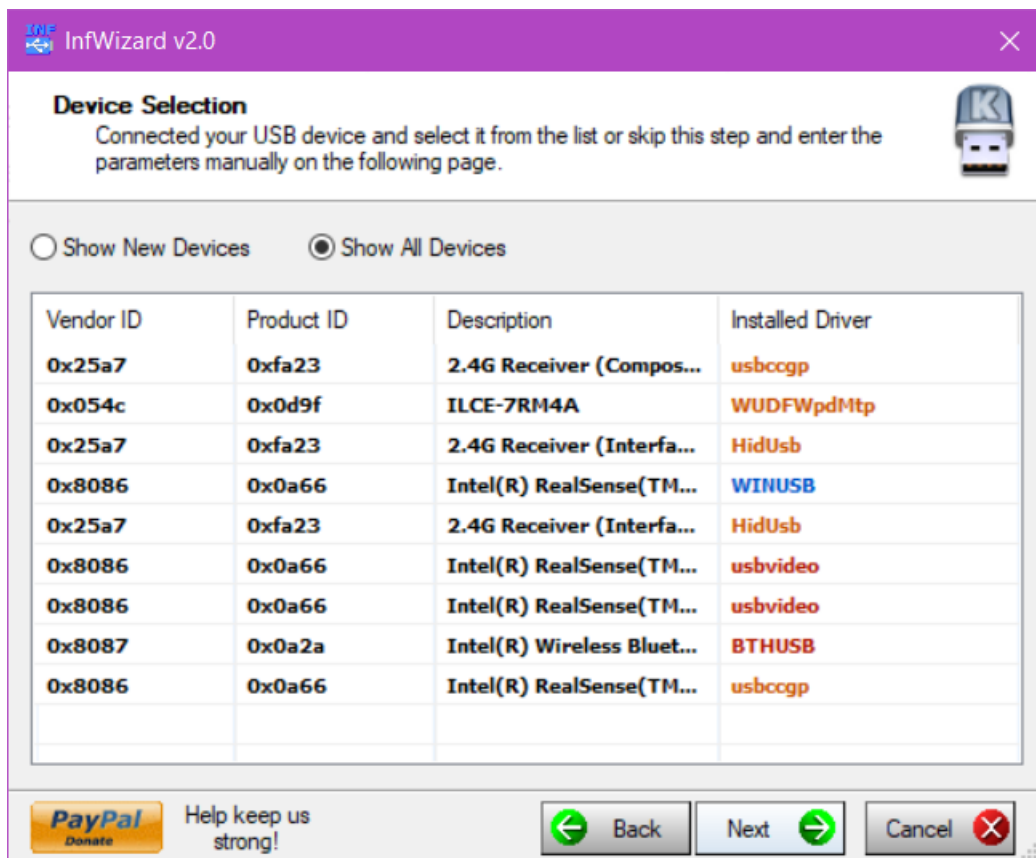 INF
InfWizard v2.0
Device Selection
Connected your USB device and select it from the list or skip this step and enter the
parameters manually on the following page.
K
Show New Devices Show All Devices
Vendor ID Product ID Description Installed Driver
0x25a7 0xfa23 2.4G Receiver (Compos... usbccgp
0x054c 0x0d9f ILCE-7RM4A WUDFWpdMtp
0x25a7 0xfa23 2.4G Receiver (Interfa... HidUsb
0x8086 0x0a66 Intel(R) RealSense(TM... WINUSB
0x25a7 0xfa23 2.4G Receiver (Interfa... HidUsb
0x8086 0x0a66 Intel(R) RealSense(TM... usbvideo
0x8086 0x0a66 Intel(R) RealSense(TM... usbvideo
0x8087 0x0a2a Intel(R) Wireless Bluet... BTHUSB
0x8086 0x0a66 Intel(R) RealSense(TM... usbccgp
PayPal
Donate
Help keep us
strong!
Back Next Cancel